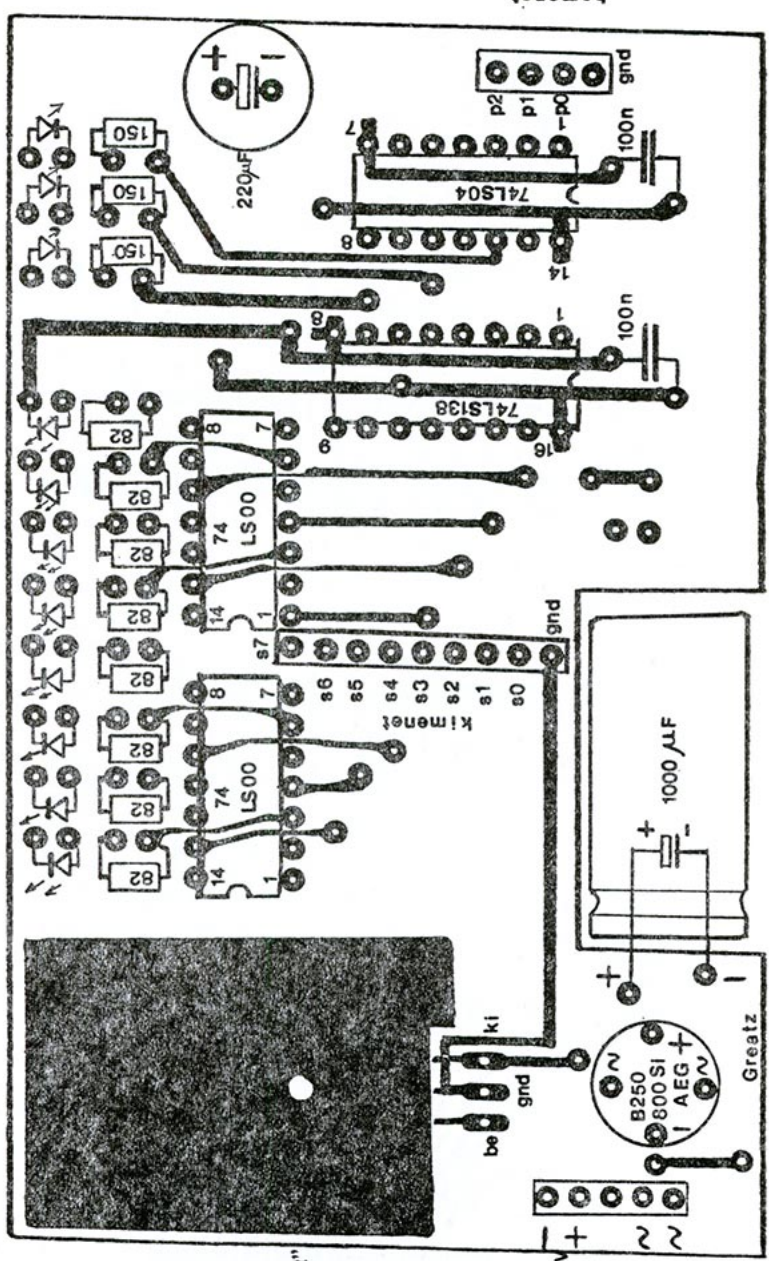 + -
220µF
gnd
p2
p1
p0
150
150
150
7
1
74LS04
8
14
100n
8
1
74LS138
9
16
100n
82
82
82
82
82
82
82
82
8
7
74
LS00
14
1
8
7
74
LS00
14
1
s7
s6
s5
s4
s3
s2
s1
s0
gnd
kimenet
1000 µF
+
-
+
-
ki
gnd
be
~
B250
800 Si
AEG
+
-
~
Greatz
- + ~ ~